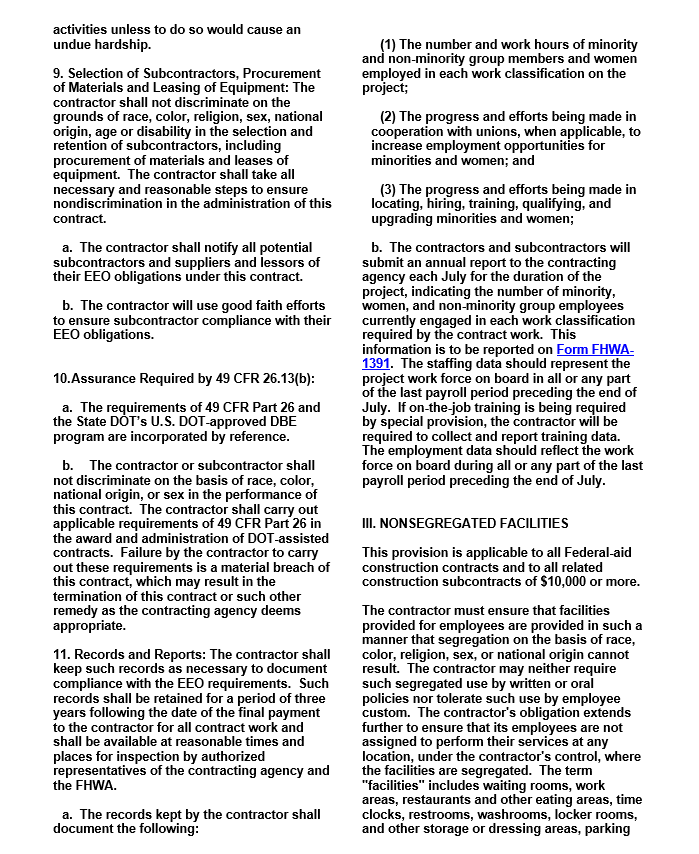 activities unless to do so would cause an
undue hardship.
9. Selection of Subcontractors, Procurement
of Materials and Leasing of Equipment: The
contractor shall not discriminate on the
grounds of race, color, religion, sex, national
origin, age or disability in the selection and
retention of subcontractors, including
procurement of materials and leases of
equipment. The contractor shall take all
necessary and reasonable steps to ensure
nondiscrimination in the administration of this
contract.
a. The contractor shall notify all potential
subcontractors and suppliers and lessors of
their EEO obligations under this contract.
b. The contractor will use good faith efforts
to ensure subcontractor compliance with their
EEO obligations.
10.Assurance Required by 49 CFR 26.13(b):
a. The requirements of 49 CFR Part 26 and
the State DOT's U.S. DOT-approved DBE
program are incorporated by reference.
b. The contractor or subcontractor shall
not discriminate on the basis of race, color,
national origin, or sex in the performance of
this contract. The contractor shall carry out
applicable requirements of 49 CFR Part 26 in
the award and administration of DOT-assisted
contracts. Failure by the contractor to carry
out these requirements is a material breach of
this contract, which may result in the
termination of this contract or such other
remedy as the contracting agency deems
appropriate.
11. Records and Reports: The contractor shall
keep such records as necessary to document
compliance with the EEO requirements. Such
records shall be retained for a period of three
years following the date of the final payment
to the contractor for all contract work and
shall be available at reasonable times and
places for inspection by authorized
representatives of the contracting agency and
the FHWA.
a. The records kept by the contractor shall
document the following:
(1) The number and work hours of minority
and non-minority group members and women
employed in each work classification on the
project;
(2) The progress and efforts being made in
cooperation with unions, when applicable, to
increase employment opportunities for
minorities and women; and
(3) The progress and efforts being made in
locating, hiring, training, qualifying, and
upgrading minorities and women;
b. The contractors and subcontractors will
submit an annual report to the contracting
agency each July for the duration of the
project, indicating the number of minority,
women, and non-minority group employees
currently engaged in each work classification
required by the contract work. This
information is to be reported on Form FHWA-
1391. The staffing data should represent the
project work force on board in all or any part
of the last payroll period preceding the end of
July. If on-the-job training is being required
by special provision, the contractor will be
required to collect and report training data.
The employment data should reflect the work
force on board during all or any part of the last
payroll period preceding the end of July.
III. NONSEGREGATED FACILITIES
This provision is applicable to all Federal-aid
construction contracts and to all related
construction subcontracts of $10,000 or more.
The contractor must ensure that facilities
provided for employees are provided in such a
manner that segregation on the basis of race,
color, religion, sex, or national origin cannot
result. The contractor may neither require
such segregated use by written or oral
policies nor tolerate such use by employee
custom. The contractor's obligation extends
further to ensure that its employees are not
assigned to perform their services at any
location, under the contractor's control, where
the facilities are segregated. The term
"facilities" includes waiting rooms, work
areas, restaurants and other eating areas, time
clocks, restrooms, washrooms, locker rooms,
and other storage or dressing areas, parking